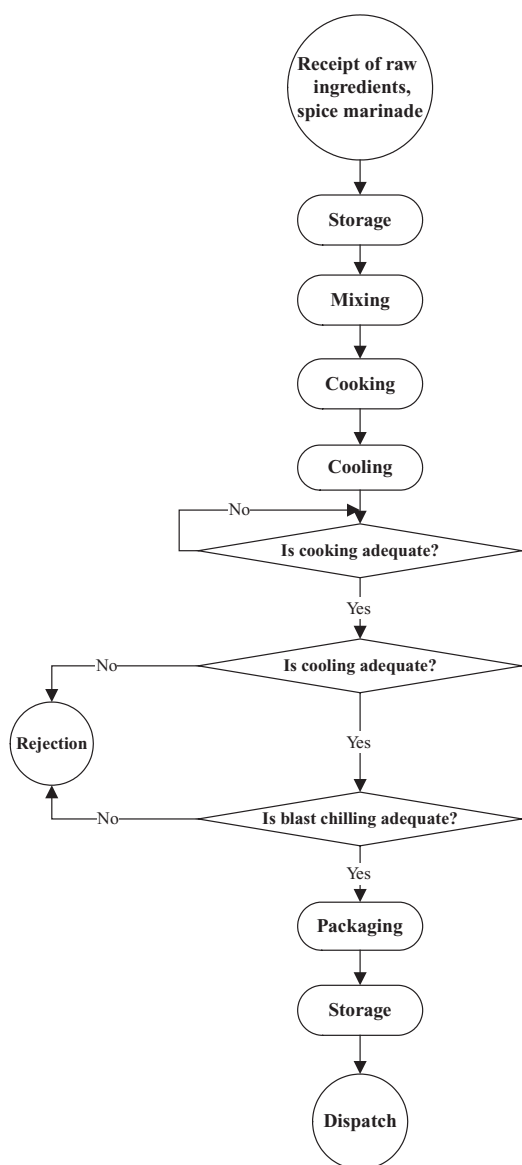 Receipt of raw
ingredients,
spice marinade
Storage
Mixing
Cooking
Cooling
No
Is cooking adequate?
Yes
No
Is cooling adequate?
Rejection
Yes
No
Is blast chilling adequate?
Yes
Packaging
Storage
Dispatch